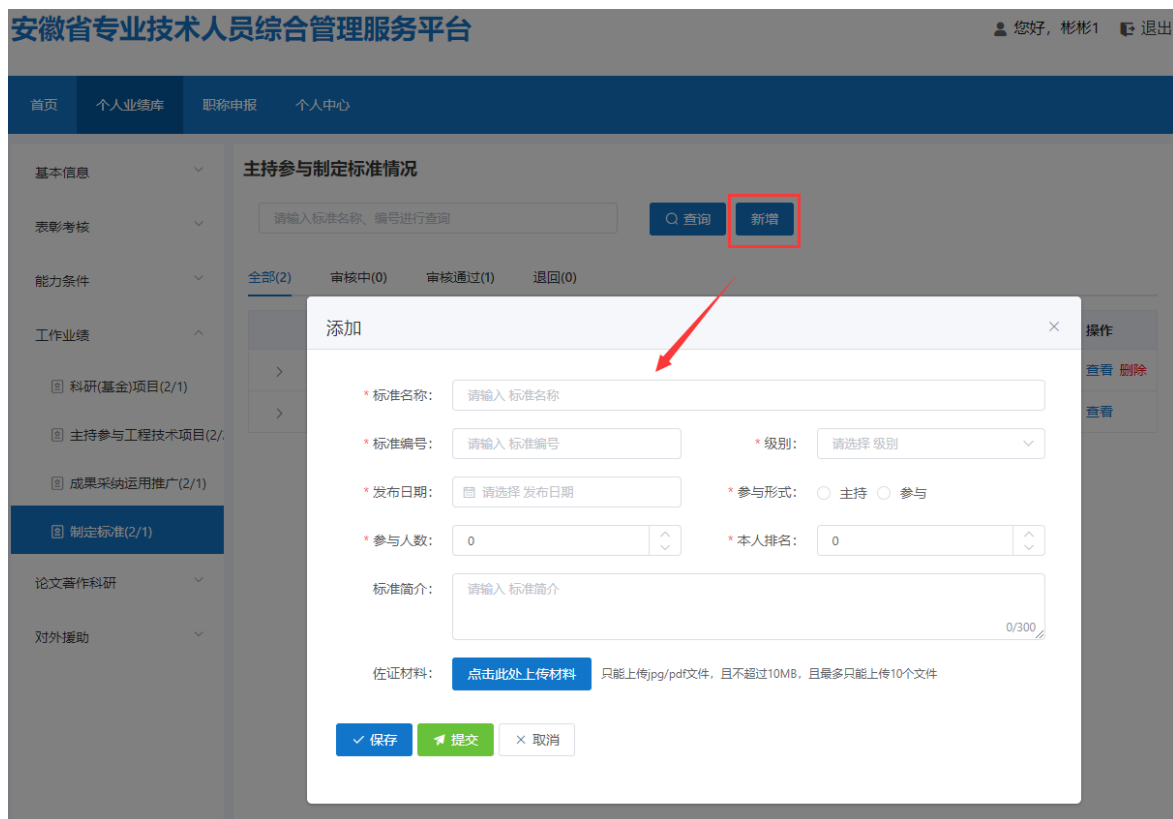 安徽省专业技术人员综合管理服务平台
您好，彬彬1 退出
首页 个人业绩库 职称申报 个人中心
基本信息
表彰考核
能力条件
工作业绩
科研(基金)项目(2/1)
主持参与工程技术项目(2/
成果采纳运用推广(2/1)
制定标准(2/1)
论文著作科研
对外援助
主持参与制定标准情况
请输入标准名称、编号进行查询 查询 新增
全部(2) 审核中(0) 审核通过(1) 退回(0)
操作
查看 删除
查看
添加
* 标准名称： 请输入 标准名称
* 标准编号： 请输入 标准编号 * 级别： 请选择 级别
* 发布日期： 请选择 发布日期 * 参与形式： 主持 参与
* 参与人数： 0 * 本人排名： 0
标准简介： 请输入 标准简介
0/300
佐证材料： 点击此处上传材料 只能上传jpg/pdf文件，且不超过10MB，且最多只能上传10个文件
保存 提交 取消